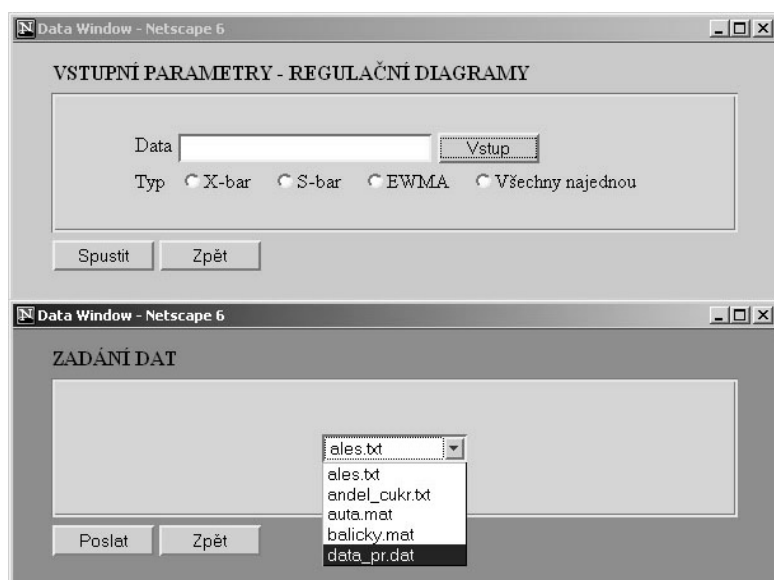 Data Window - Netscape 6
VSTUPNÍ PARAMETRY - REGULAČNÍ DIAGRAMY
Data Vstup
Typ X-bar S-bar EWMA Všechny najednou
Spustit Zpět
Data Window - Netscape 6
ZADÁNÍ DAT
ales.txt
ales.txt
andel_cukr.txt
auta.mat
balicky.mat
data_pr.dat
Poslat Zpět